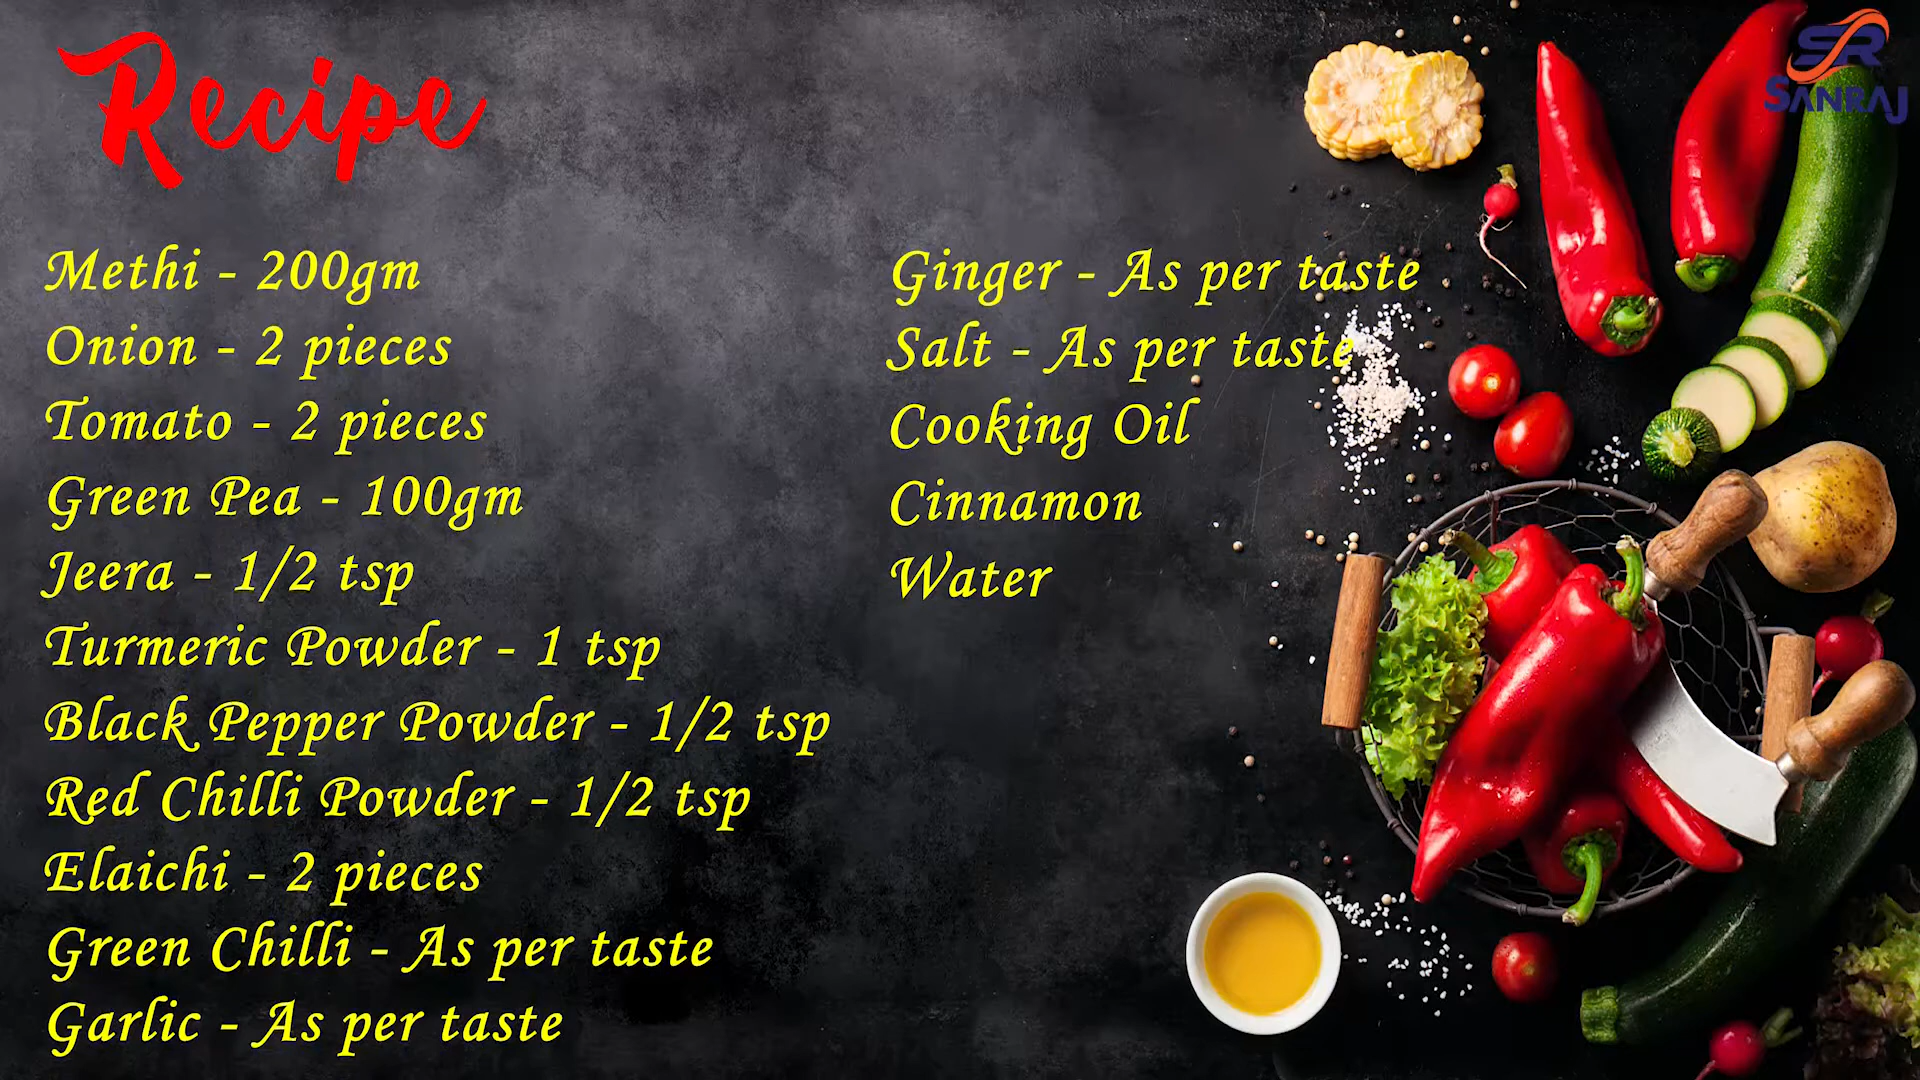 Recipe
Methi - 200gm
Onion - 2 pieces
Tomato - 2 pieces
Green Pea - 100gm
Jeera - 1/2 tsp
Turmeric Powder - 1 tsp
Black Pepper Powder - 1/2 tsp
Red Chilli Powder - 1/2 tsp
Elaichi - 2 pieces
Green Chilli - As per taste
Garlic - As per taste
Ginger - As per taste
Salt - As per taste
Cooking Oil
Cinnamon
Water
SR
SANRAJ